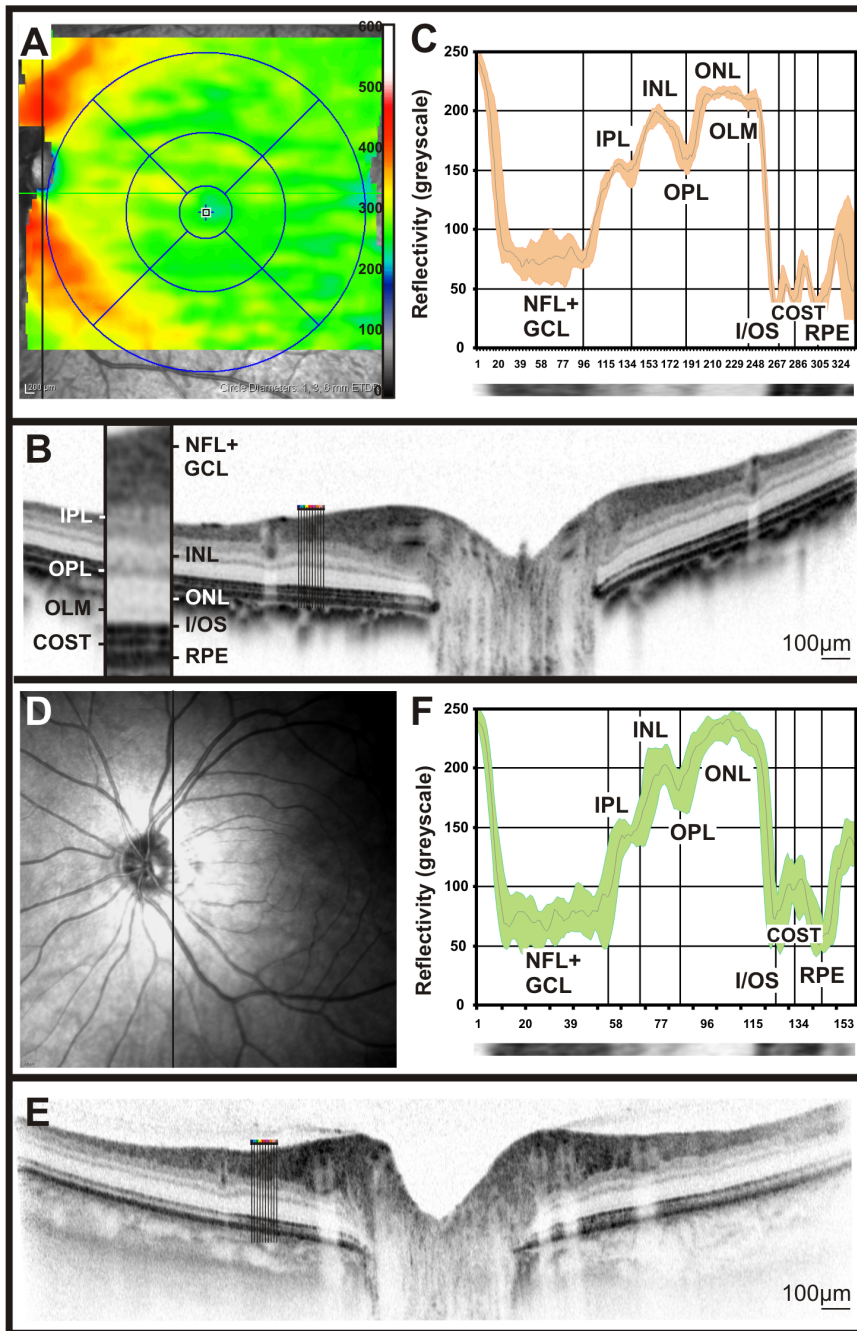 A
600
500
400
300
200
100
0
200 µm
Circle Diameters: 1, 3, 6 mm ETDRS
C
Reflectivity (greyscale)
250
200
150
100
50
0
NFL+
GCL
IPL
INL
OPL
ONL
OLM
I/OS
COST
RPE
1 20 39 58 77 96 115 134 153 172 191 210 229 248 267 286 305 324
B
NFL+
GCL
IPL
INL
OPL
ONL
OLM
I/OS
COST
RPE
100µm
D
F
Reflectivity (greyscale)
250
200
150
100
50
0
NFL+
GCL
IPL
INL
OPL
ONL
I/OS
COST
RPE
1 20 39 58 77 96 115 134 153
E
100µm